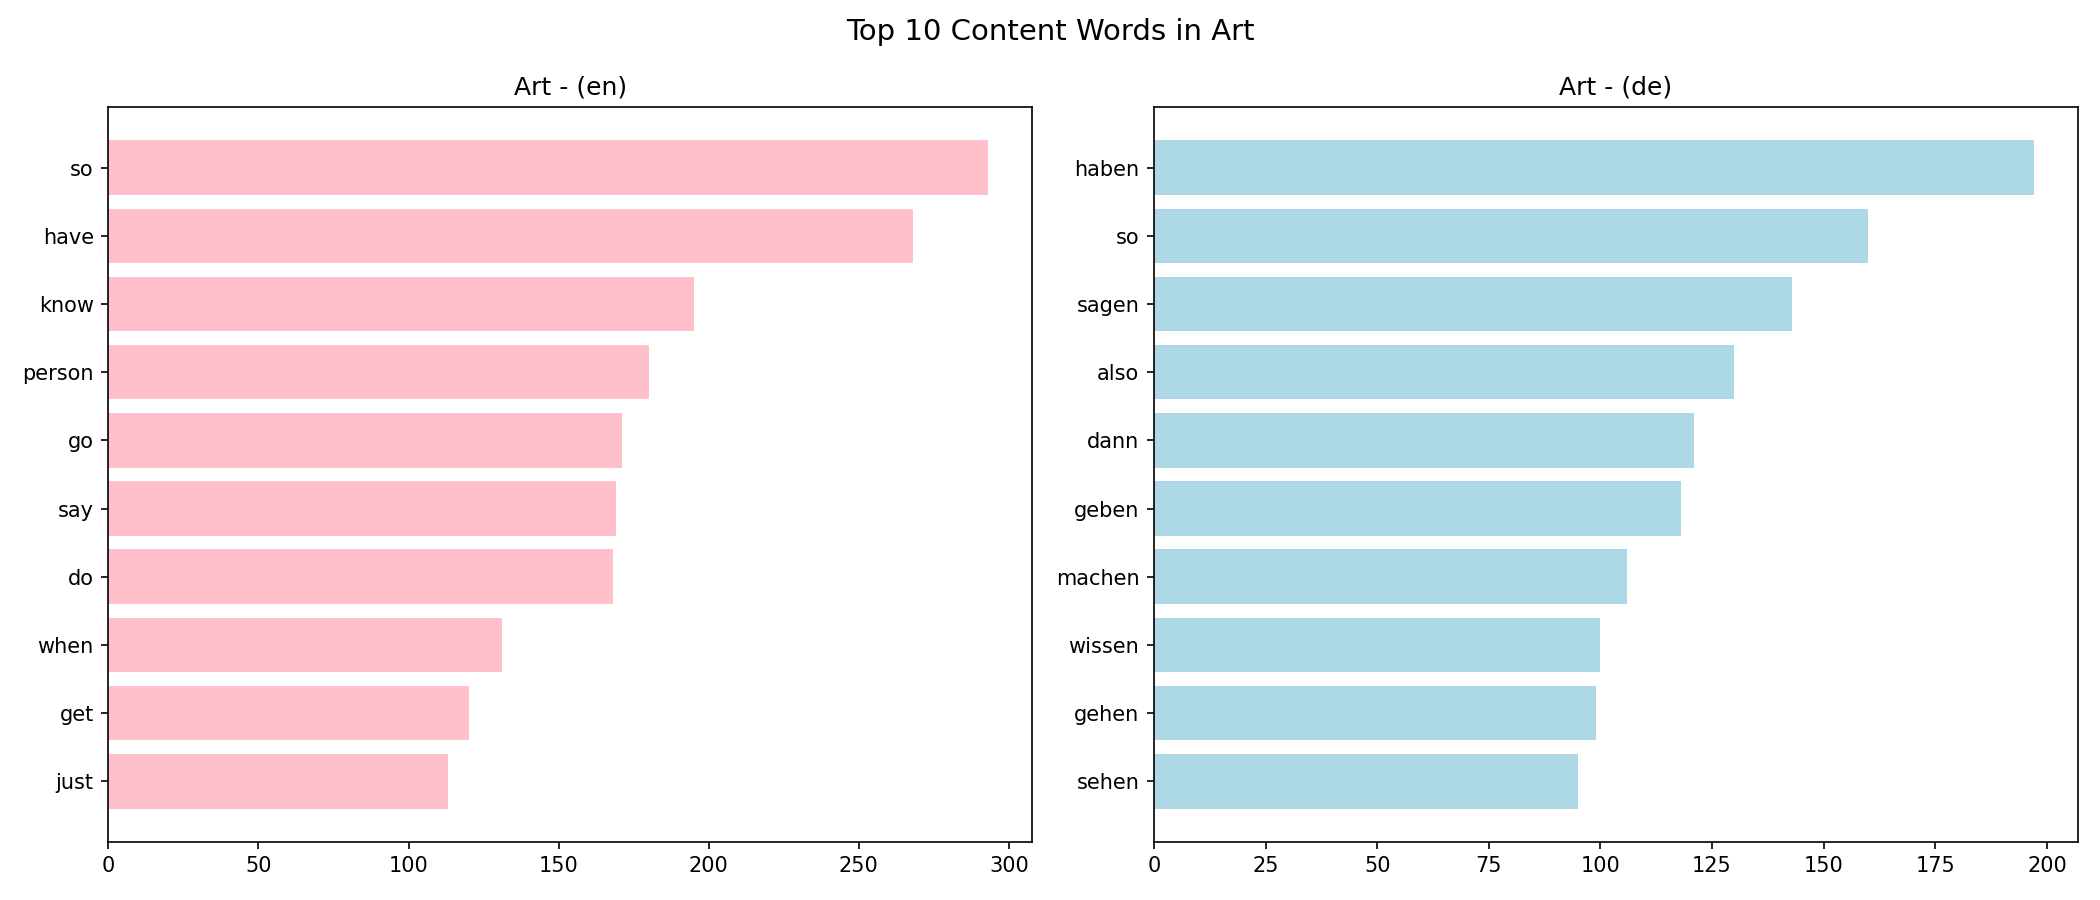 Top 10 Content Words in Art
Art - (en)
so
have
know
person
go
say
do
when
get
just
0 50 100 150 200 250 300
Art - (de)
haben
so
sagen
also
dann
geben
machen
wissen
gehen
sehen
0 25 50 75 100 125 150 175 200